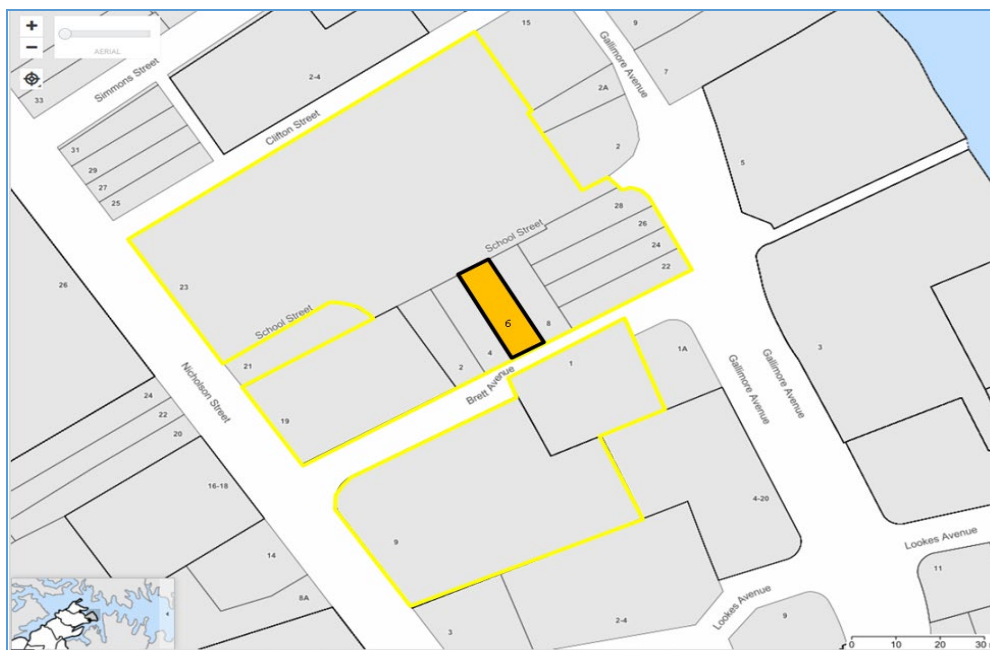 +
−
AERIAL
15
9
Gallimore Avenue
2-4
Simmons Street
7
33
2A
Clifton Street
31
2
5
29
27
25
28
School Street
26
24
22
26
23
6
8
School Street
21
4
2
1
1A
3
Brett Avenue
Nicholson Street
19
Gallimore Avenue
Gallimore Avenue
24
22
20
16-18
4-20
9
14
Lookes Avenue
11
8A
Lookes Avenue
3
2-4
9
0 10 20 30